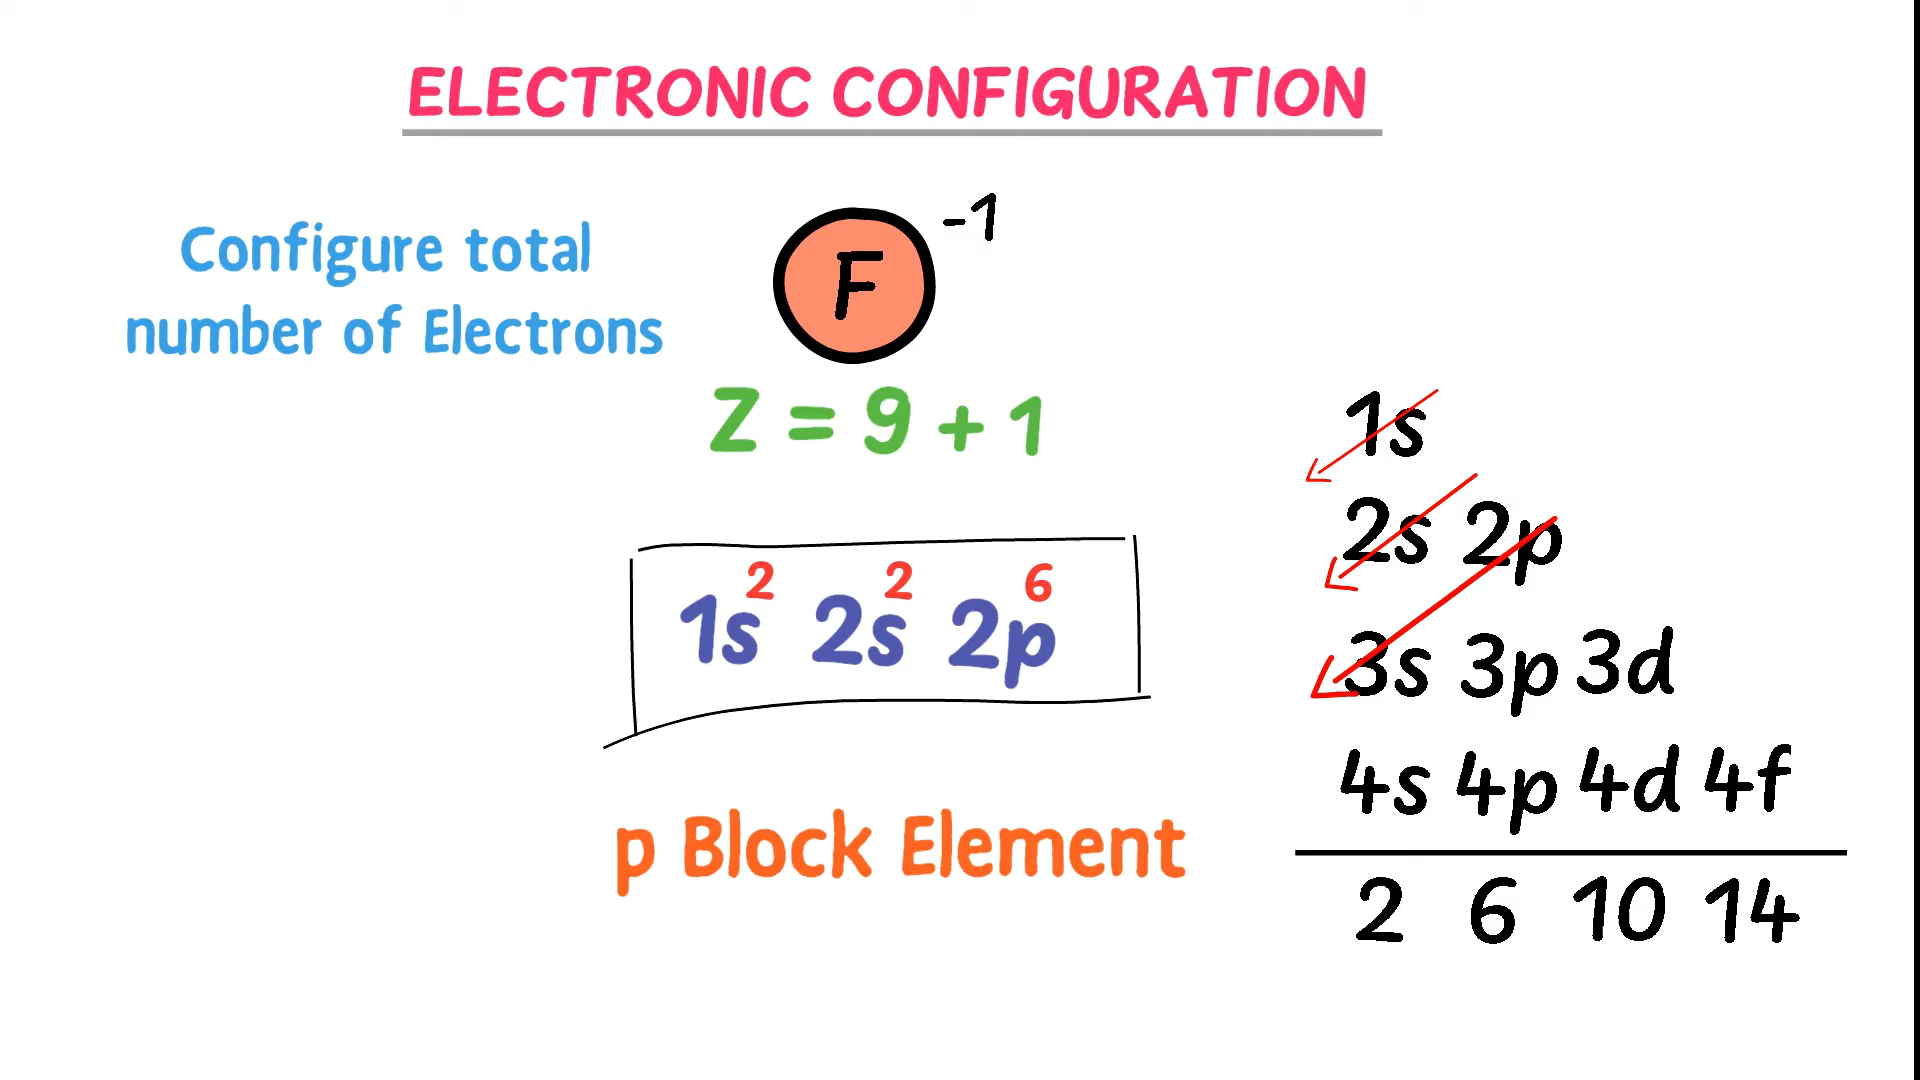 ELECTRONIC CONFIGURATION
Configure total
number of Electrons
F⁻¹
Z = 9 + 1
1s² 2s² 2p⁶
p Block Element
1s
2s 2p
3s 3p 3d
4s 4p 4d 4f
2 6 10 14